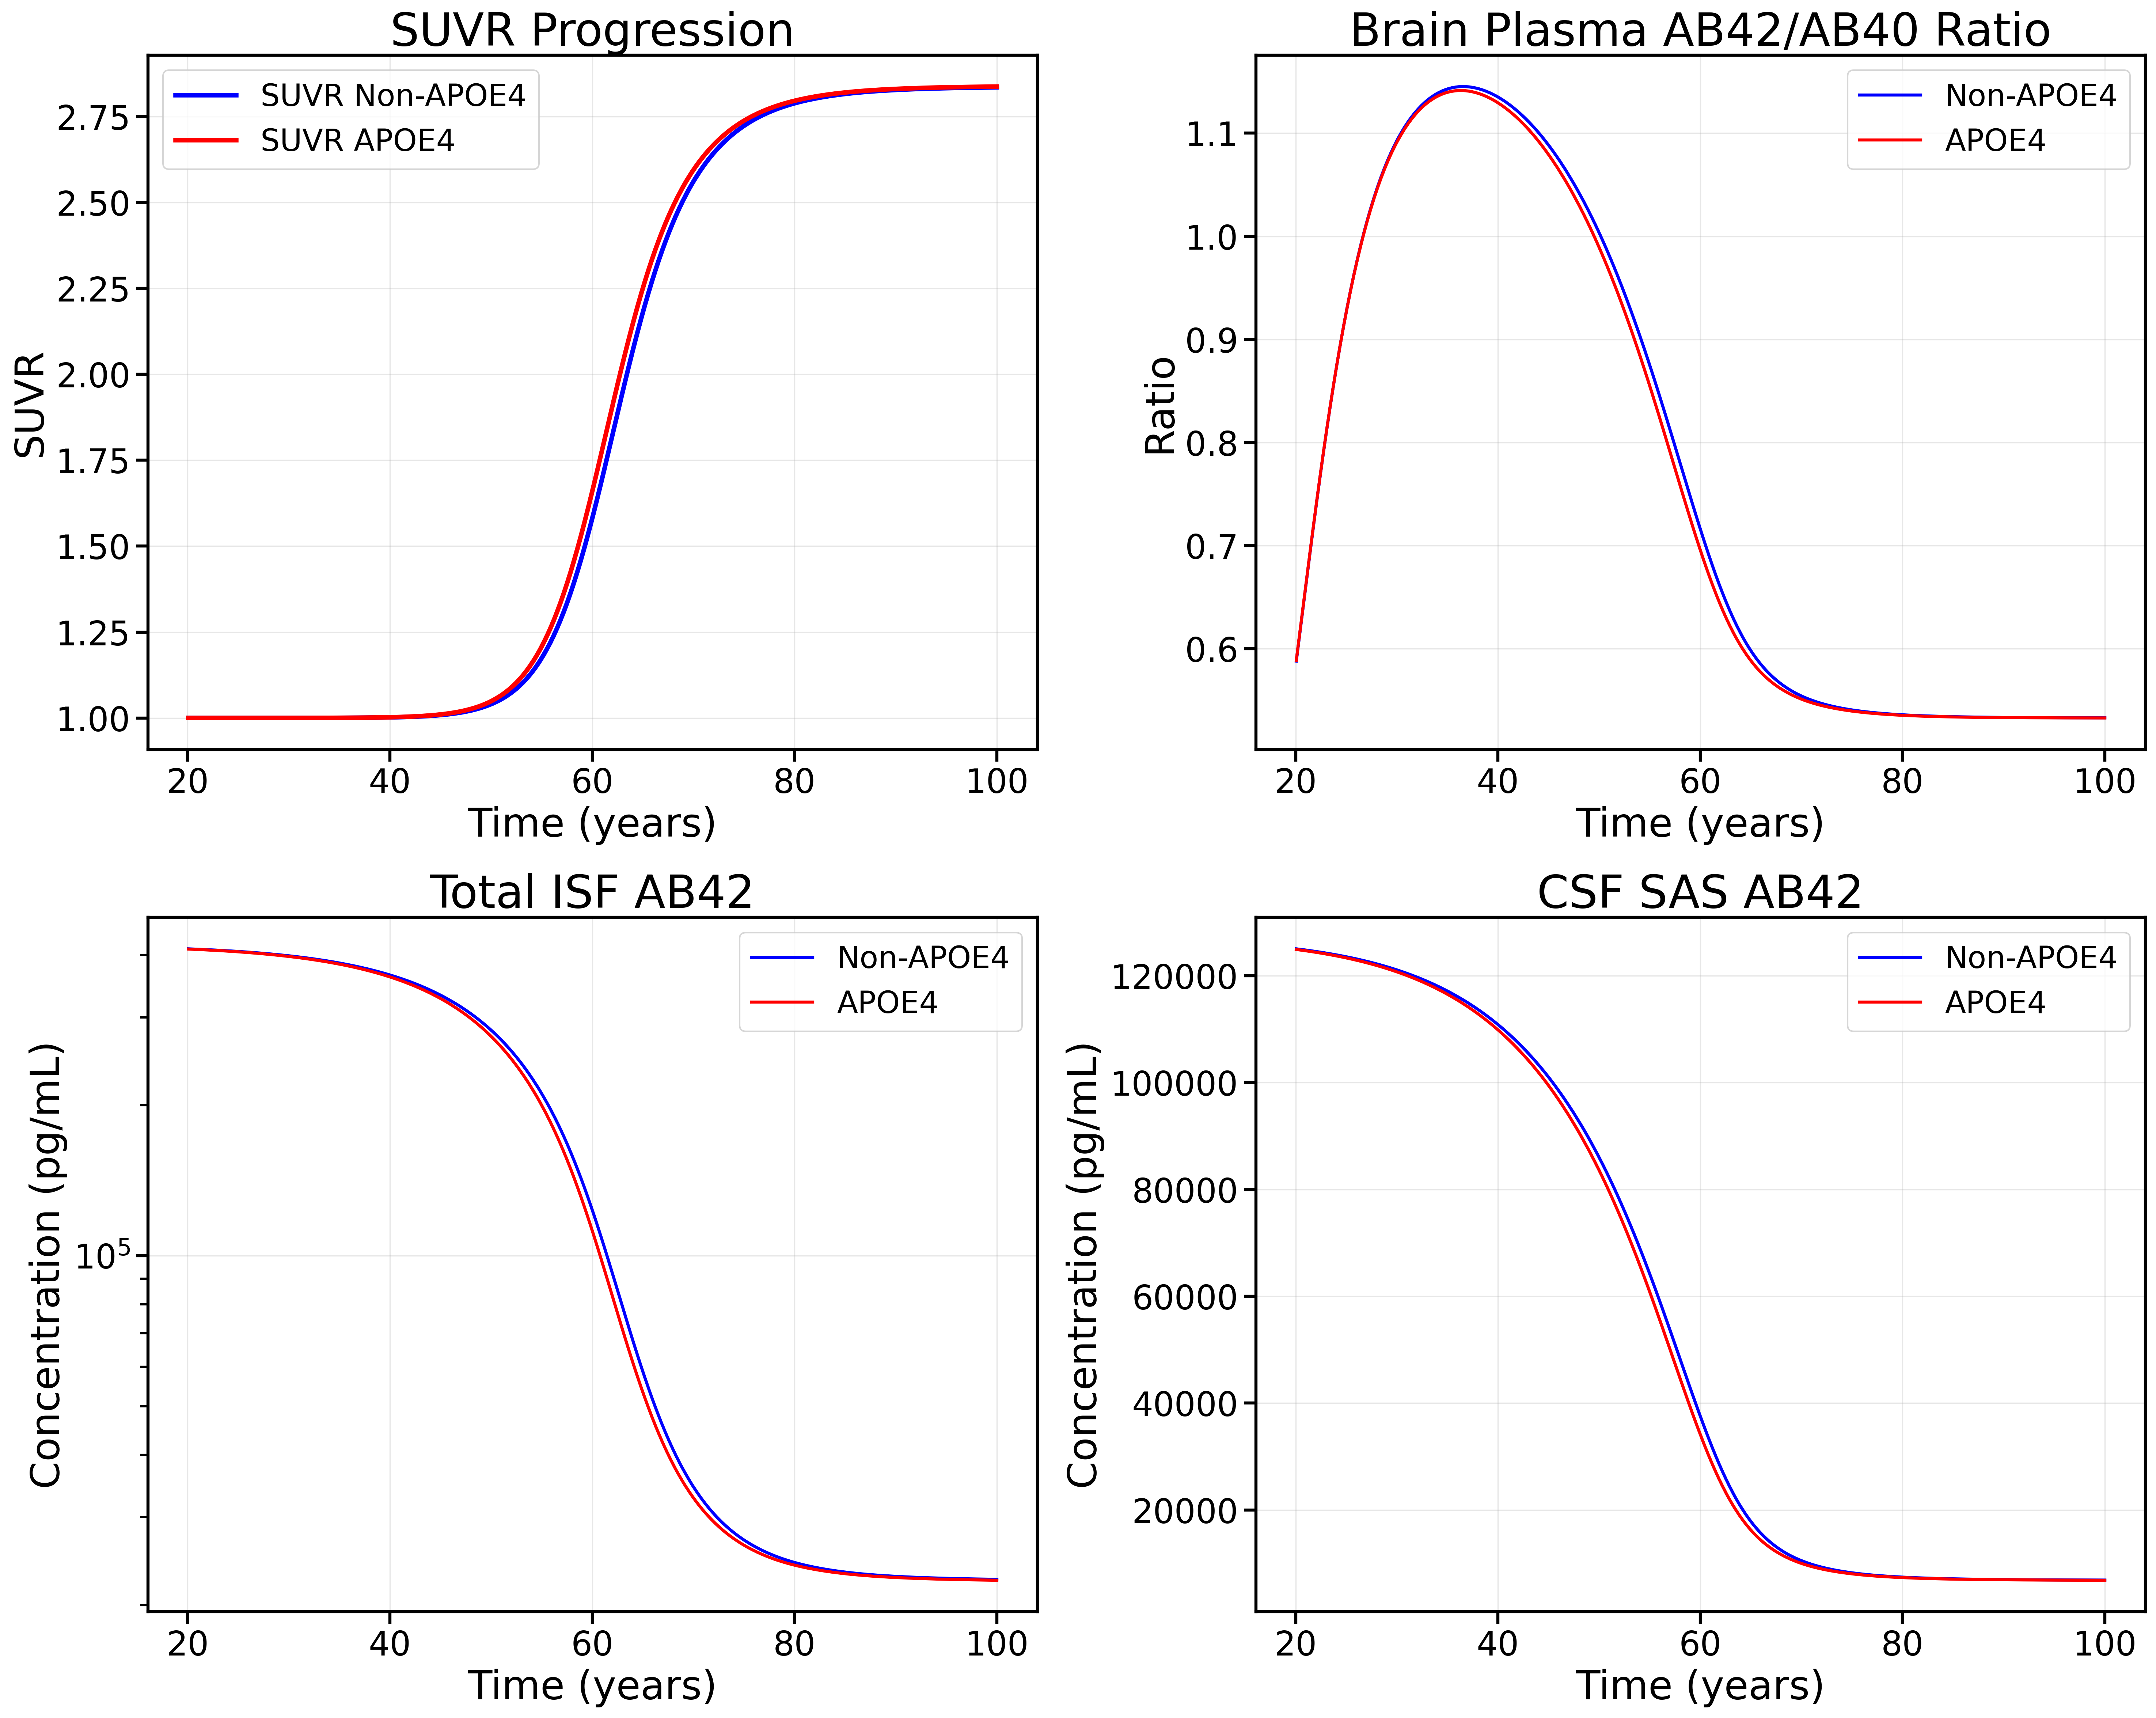 SUVR Progression
SUVR Non-APOE4
SUVR APOE4
2.75
2.50
2.25
2.00
1.75
1.50
1.25
1.00
SUVR
20 40 60 80 100
Time (years)
Brain Plasma AB42/AB40 Ratio
Non-APOE4
APOE4
1.1
1.0
0.9
0.8
0.7
0.6
Ratio
20 40 60 80 100
Time (years)
Total ISF AB42
Non-APOE4
APOE4
10⁵
Concentration (pg/mL)
20 40 60 80 100
Time (years)
CSF SAS AB42
Non-APOE4
APOE4
120000
100000
80000
60000
40000
20000
Concentration (pg/mL)
20 40 60 80 100
Time (years)